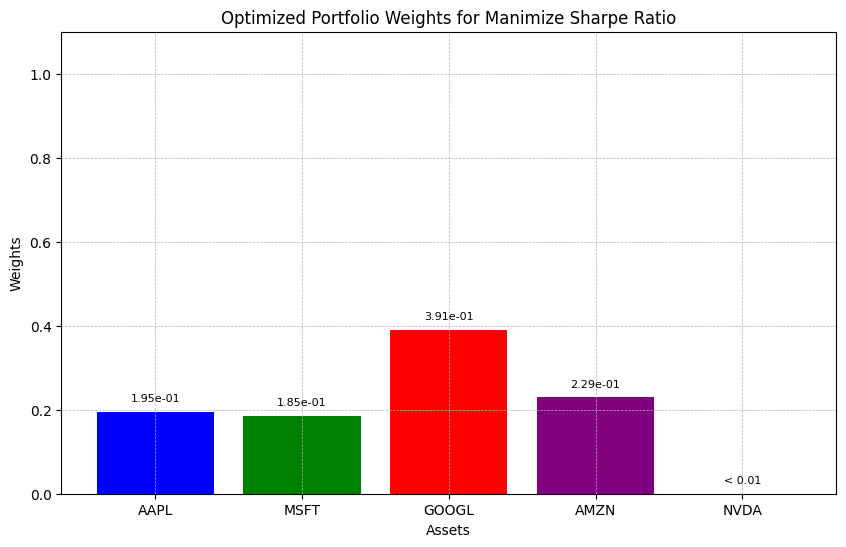 Optimized Portfolio Weights for Manimize Sharpe Ratio
1.0
0.8
0.6
0.4
0.2
0.0
Weights
1.95e-01
1.85e-01
3.91e-01
2.29e-01
< 0.01
AAPL
MSFT
GOOGL
AMZN
NVDA
Assets